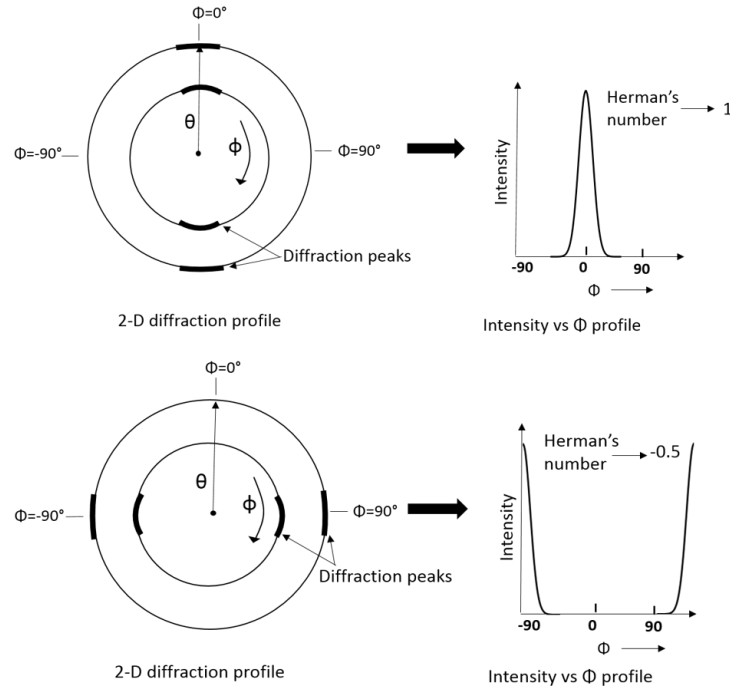 Φ=0°
Φ=-90°
θ
ϕ
Φ=90°
Diffraction peaks
2-D diffraction profile
Intensity
Herman's
number
1
-90
0
90
Φ
Intensity vs Φ profile
Φ=0°
Φ=-90°
θ
ϕ
Φ=90°
Diffraction peaks
2-D diffraction profile
Intensity
Herman's
number
-0.5
-90
0
90
Φ
Intensity vs Φ profile